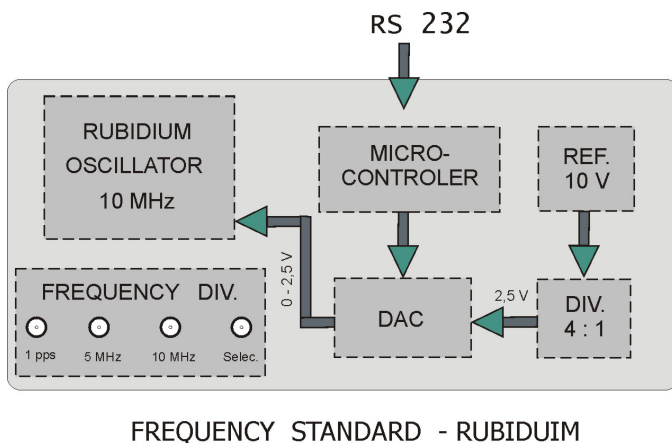 RS 232
RUBIDIUM
OSCILLATOR
10 MHz
MICRO-
CONTROLER
REF.
10 V
0 - 2,5 V
DAC
2,5 V
DIV.
4 : 1
FREQUENCY DIV.
1 pps 5 MHz 10 MHz Selec.
FREQUENCY STANDARD - RUBIDUIM